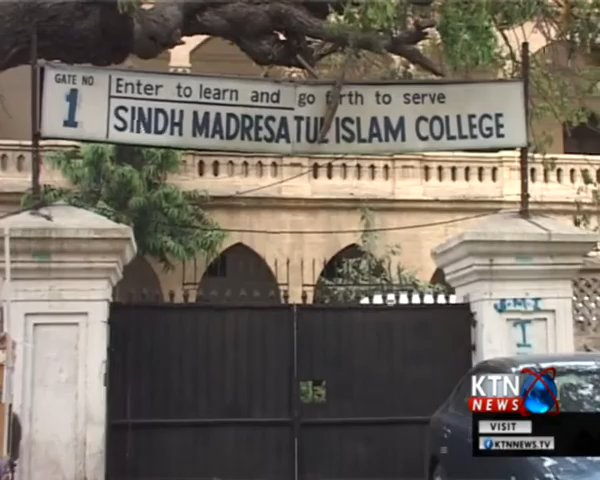 GATE NO
1
Enter to learn and go forth to serve
SINDH MADRESATUL ISLAM COLLEGE
KTN
NEWS
VISIT
KTNNEWS.TV